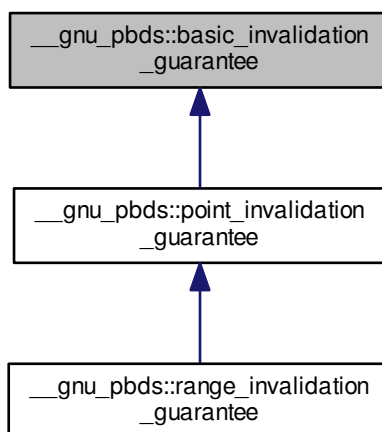 __gnu_pbds::basic_invalidation
_guarantee
__gnu_pbds::point_invalidation
_guarantee
__gnu_pbds::range_invalidation
_guarantee